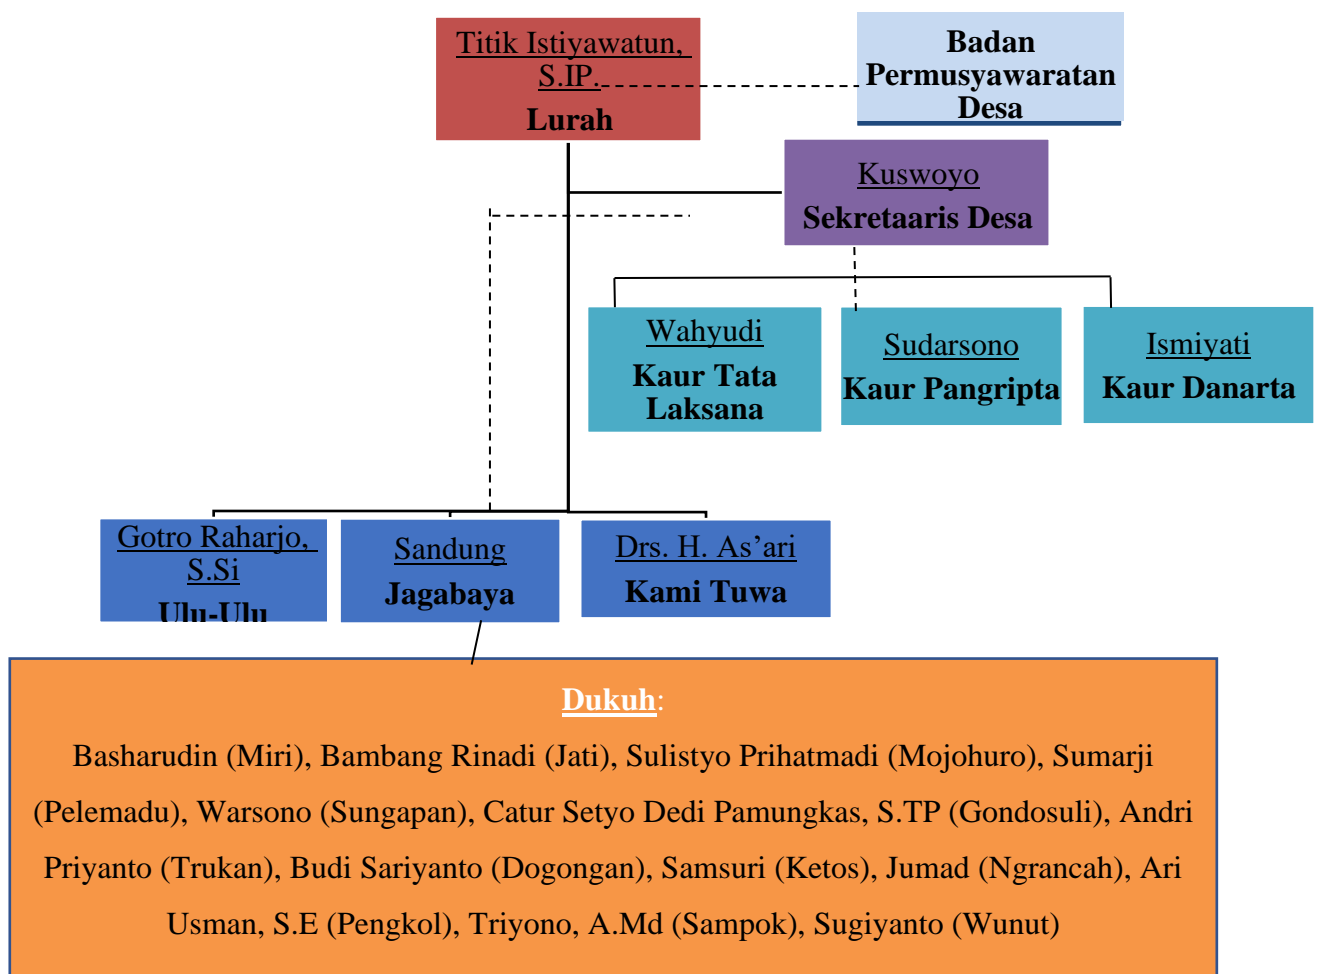 Titik Istiyawatun,
S.IP.
Lurah
Badan
Permusyawaratan
Desa
Kuswoyo
Sekretaaris Desa
Wahyudi
Kaur Tata
Laksana
Sudarsono
Kaur Pangripta
Ismiyati
Kaur Danarta
Gotro Raharjo,
S.Si
Ulu-Ulu
Sandung
Jagabaya
Drs. H. As’ari
Kami Tuwa
Dukuh:
Basharudin (Miri), Bambang Rinadi (Jati), Sulistyo Prihatmadi (Mojohuro), Sumarji
(Pelemadu), Warsono (Sungapan), Catur Setyo Dedi Pamungkas, S.TP (Gondosuli), Andri
Priyanto (Trukan), Budi Sariyanto (Dogongan), Samsuri (Ketos), Jumad (Ngrancah), Ari
Usman, S.E (Pengkol), Triyono, A.Md (Sampok), Sugiyanto (Wunut)